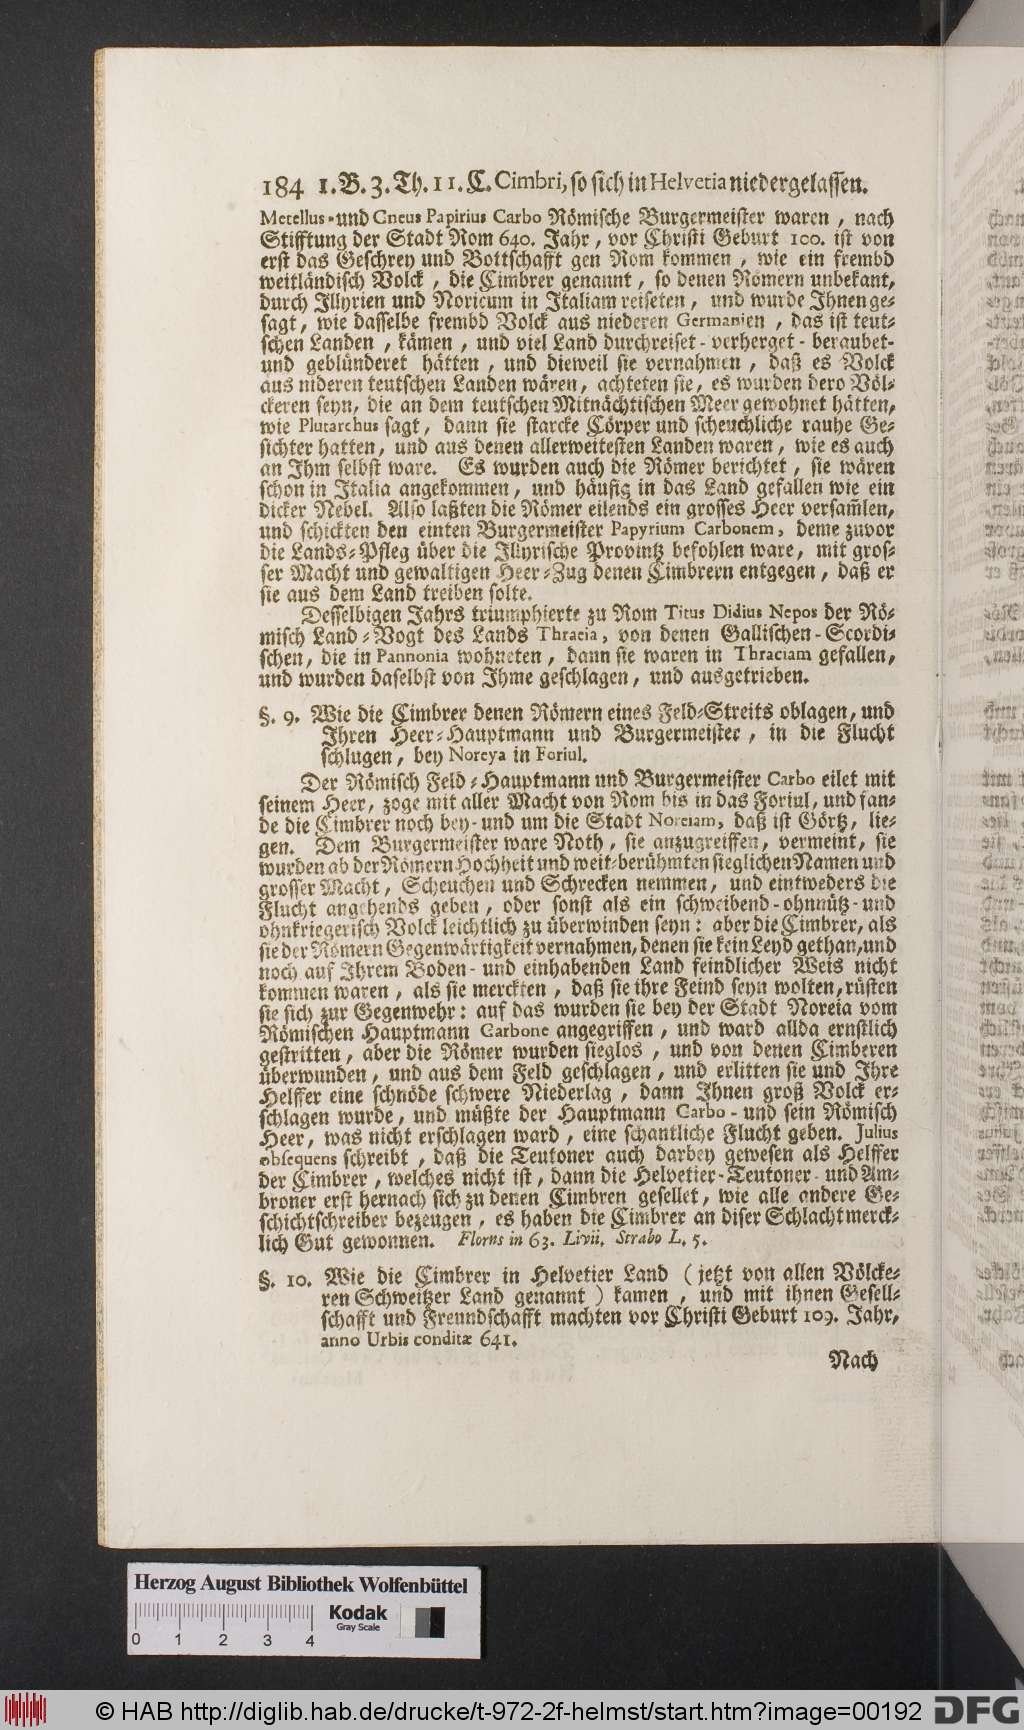 184 1. B. 3. Th. 11. C. Cimbri, so sich in Helvetia niedergelassen.
Metellus-und Cneus Papirius Carbo Römische Burgermeister waren, nach
Stifftung der Stadt Rom 640. Jahr, vor Christi Geburt 100. ist von
erst das Geschrey und Bottschafft gen Rom kommen, wie ein frembd
weitländisch Volck, die Cimbrer genannt, so denen Römern unbekant,
durch Illyrien und Noricum in Italiam reiseten, und wurde Ihnen ge-
sagt, wie dasselbe frembd Volck aus niederen Germanien, das ist teut-
schen Landen, kämen, und viel Land durchreiset-verherget-beraubet-
und geblünderet hätten, und dieweil sie vernahmen, daß es Volck
aus nideren teutschen Landen wären, achteten sie, es wurden dero Völ-
ckeren seyn, die an dem teutschen Mitnächtischen Meer gewohnet hätten,
wie Plutarchus sagt, dann sie starcke Cörper und scheuchliche rauhe Ge-
sichter hatten, und aus denen allerweitesten Landen waren, wie es auch
an Ihm selbst ware. Es wurden auch die Römer berichtet, sie wären
schon in Italia angekommen, und häufig in das Land gefallen wie ein
dicker Nebel. Also laßten die Römer eilends ein grosses Heer versamlen,
und schickten den einten Burgermeister Papyrium Carbonem, deme zuvor
die Lands-Pfleg über die Illyrische Provintz befohlen ware, mit gros-
ser Macht und gewaltigen Heer-Zug denen Cimbrern entgegen, daß er
sie aus dem Land treiben solte.
Desselbigen Jahrs triumphierte zu Rom Titus Didius Nepos der Rö-
misch Land-Vogt des Lands Thracia, von denen Gallischen-Scordi-
schen, die in Pannonia wohneten, dann sie waren in Thraciam gefallen,
und wurden daselbst von Ihme geschlagen, und ausgetrieben.
§. 9. Wie die Cimbrer denen Römern eines Feld-Streits oblagen, und
Ihren Heer-Hauptmann und Burgermeister, in die Flucht
schlugen, bey Noreya in Foriul.
Der Römisch Feld-Hauptmann und Burgermeister Carbo eilet mit
seinem Heer, zoge mit aller Macht von Rom bis in das Foriul, und fan-
de die Cimbrer noch bey-und um die Stadt Noreiam, daß ist Görtz, lie-
gen. Dem Burgermeister ware Noth, sie anzugreiffen, vermeint, sie
wurden ab der Römern Hochheit und weit-berühmten sieglichen Namen und
grosser Macht, Scheuchen und Schrecken nemmen, und eintweders die
Flucht angehends geben, oder sonst als ein schweibend-ohnnütz-und
ohnkriegerisch Volck leichtlich zu überwinden seyn: aber die Cimbrer, als
sie der Römern Gegenwärtigkeit vernahmen, denen sie kein Leyd gethan, und
noch auf Ihrem Boden-und einhabenden Land feindlicher Weis nicht
kommen waren, als sie merckten, daß sie ihre Feind seyn wolten, rüsten
sie sich zur Gegenwehr: auf das wurden sie bey der Stadt Noreia vom
Römischen Hauptmann Carbone angegriffen, und ward allda ernstlich
gestritten, aber die Römer wurden sieglos, und von denen Cimberen
überwunden, und aus dem Feld geschlagen, und erlitten sie und Ihre
Helffer eine schnöde schwere Niederlag, dann Ihnen groß Volck er-
schlagen wurde, und müßte der Hauptmann Carbo-und sein Römisch
Heer, was nicht erschlagen ward, eine schantliche Flucht geben. Julius
obsequens schreibt, daß die Teutoner auch darbey gewesen als Helffer
der Cimbrer, welches nicht ist, dann die Helvetier-Teutoner-und Am-
broner erst hernach sich zu denen Cimbren gesellet, wie alle andere Ge-
schichtschreiber bezeugen, es haben die Cimbrer an diser Schlacht merck-
lich Gut gewonnen. Florus in 63. Livii. Strabo L. 5.
§. 10. Wie die Cimbrer in Helvetier Land (jetzt von allen Völcke-
ren Schweitzer Land genannt) kamen, und mit ihnen Gesell-
schafft und Freundschafft machten vor Christi Geburt 109. Jahr,
anno Urbis conditæ 641.
Nach
Herzog August Bibliothek Wolfenbüttel
Kodak
Gray Scale
0 1 2 3 4
© HAB http://diglib.hab.de/drucke/t-972-2f-helmst/start.htm?image=00192
DFG